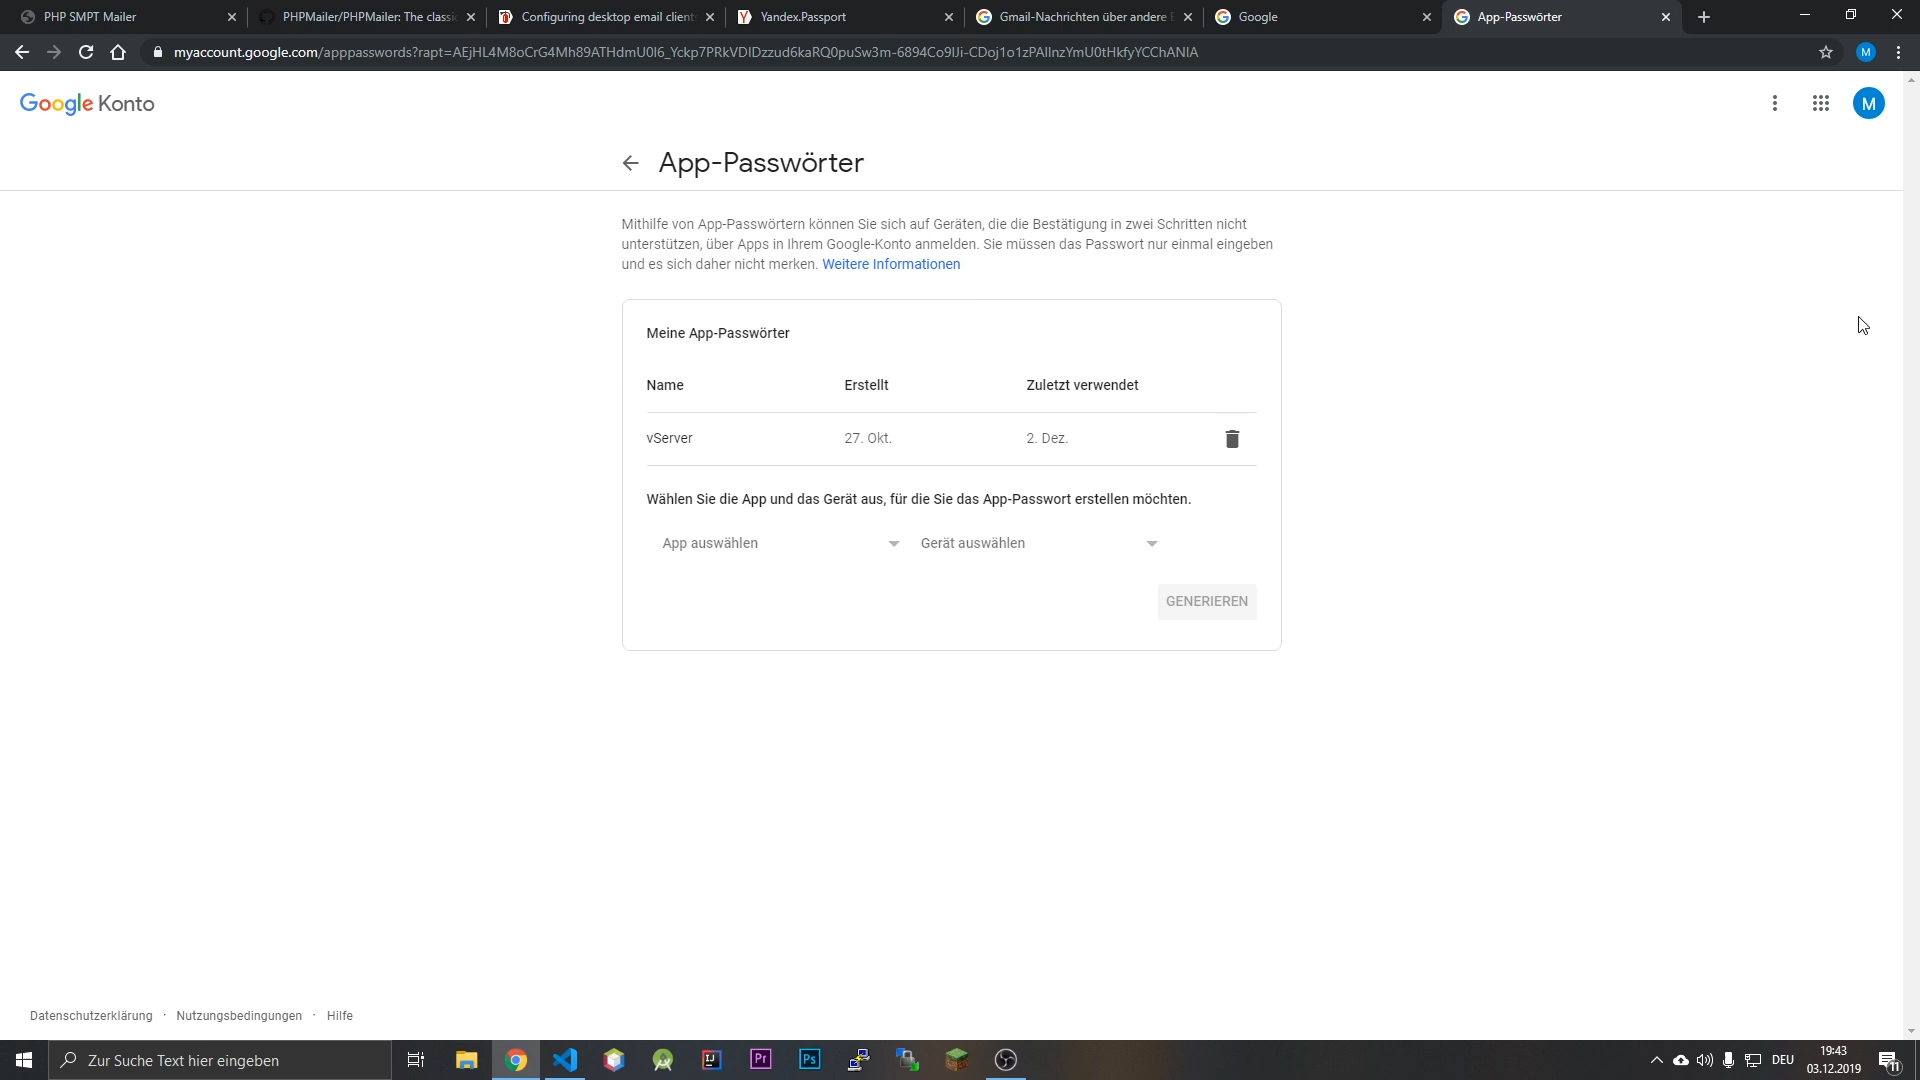 PHP SMPT Mailer
PHPMailer/PHPMailer: The classic
Configuring desktop email client
Yandex.Passport
Gmail-Nachrichten über andere
Google
App-Passwörter
myaccount.google.com/apppasswords?rapt=
M
Google Konto
M
App-Passwörter
Mithilfe von App-Passwörtern können Sie sich auf Geräten, die die Bestätigung in zwei Schritten nicht
unterstützen, über Apps in Ihrem Google-Konto anmelden. Sie müssen das Passwort nur einmal eingeben
und es sich daher nicht merken. Weitere Informationen
Meine App-Passwörter
Name Erstellt Zuletzt verwendet
vServer 27. Okt. 2. Dez.
Wählen Sie die App und das Gerät aus, für die Sie das App-Passwort erstellen möchten.
App auswählen Gerät auswählen
GENERIEREN
Datenschutzerklärung · Nutzungsbedingungen · Hilfe
Zur Suche Text hier eingeben
IJ
Pr
Ps
DEU
19:43
03.12.2019
11